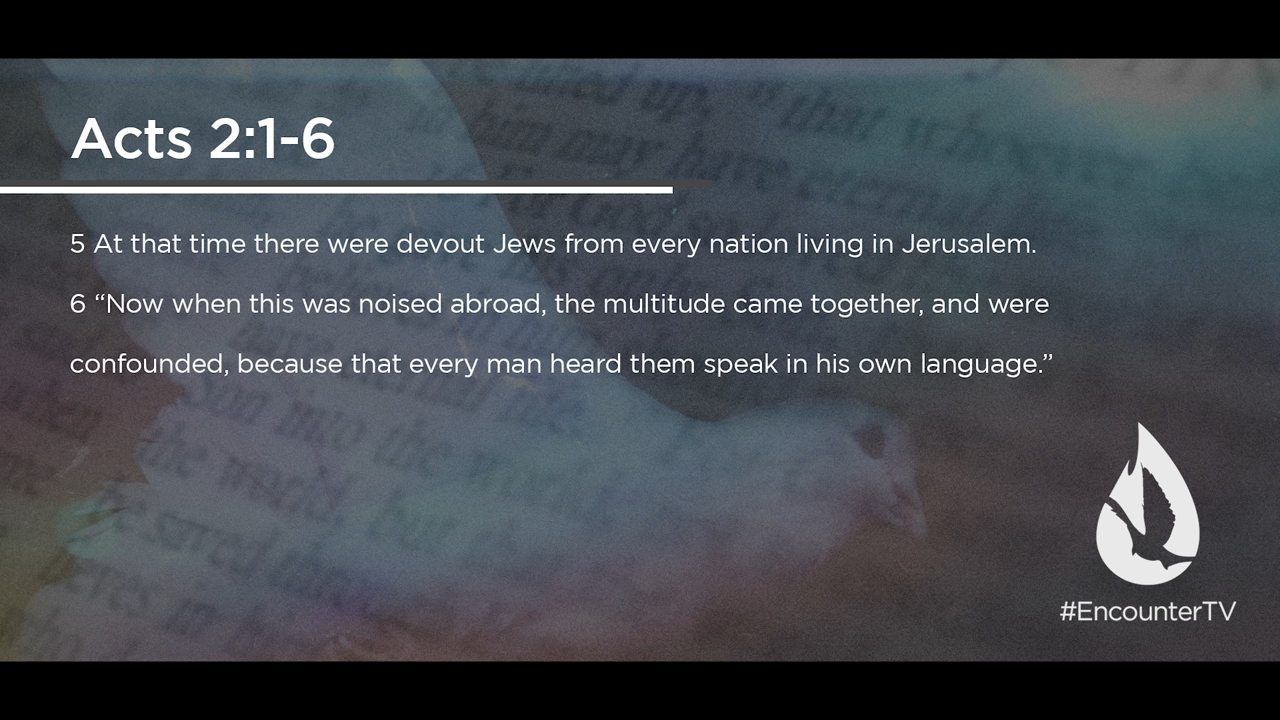 Acts 2:1-6
5 At that time there were devout Jews from every nation living in Jerusalem.
6 “Now when this was noised abroad, the multitude came together, and were
confounded, because that every man heard them speak in his own language.”
#EncounterTV